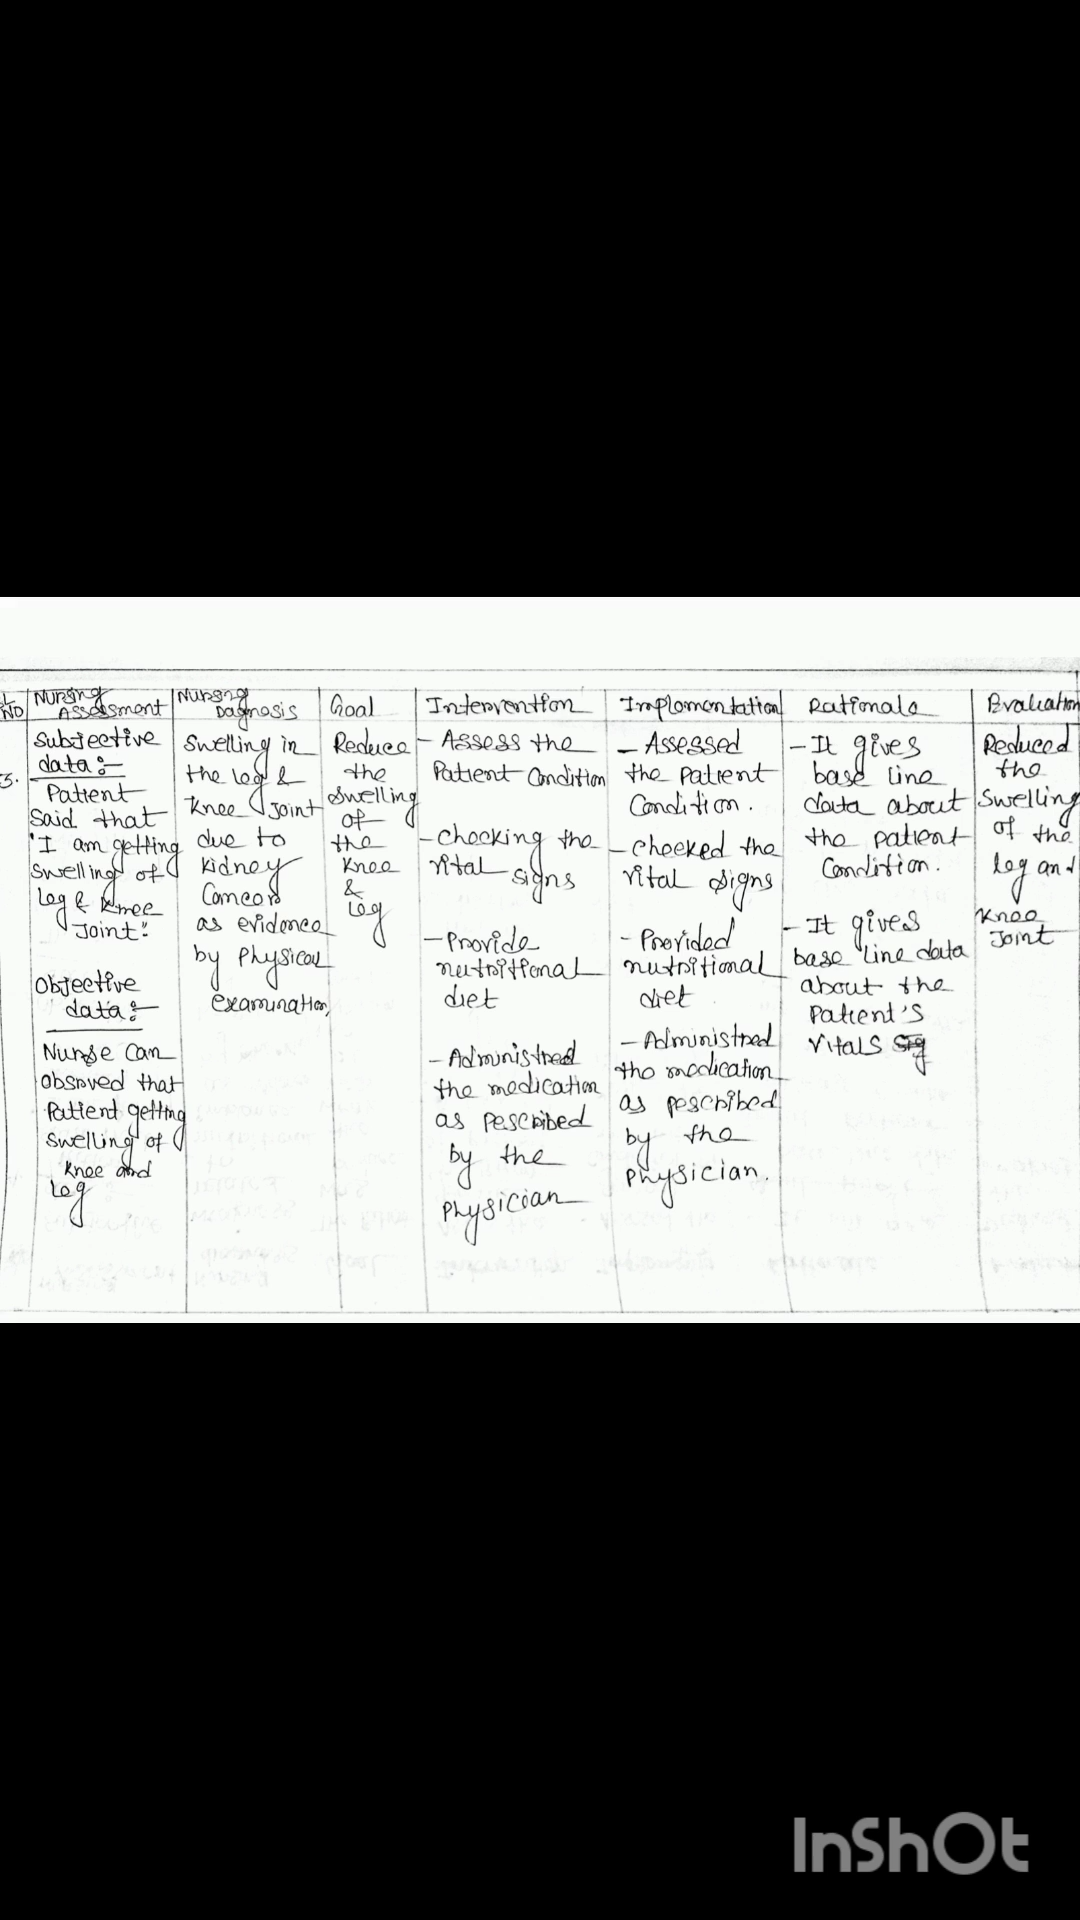 SL NO
Nursing Assessment
Nursng Dagnosis
Goal
Intervention
Implementation
Rationale
Evaluation
3.
Subjective
data:-
Patient
Said that
"I am getting
swelling of
Leg & knee
Joint."
Objective
data:-
Nurse Can
obsrved that
Patient getting
swelling of
knee and
leg
Swelling in
the leg &
knee Joint
due to
kidney
Cancer
as evidence
by Physical
examination,
Reduce
the
swelling
of
the
knee
&
Leg
- Assess the
Patient Condition
- Checking the
vital signs
- Provide
nutritional
diet
- Administred
the medication
as pescribed
by the
Physician
- Assessed
the Patient
Condition.
- Checked the
vital signs
- Provided
nutritional
diet
- Administred
the medication
as pescribed
by the
Physician.
- It gives
base line
data about
the patient
Condition.
- It gives
base line data
about the
Patient's
vitals
Reduced
the
swelling
of the
leg and
knee
Joint
InShOt